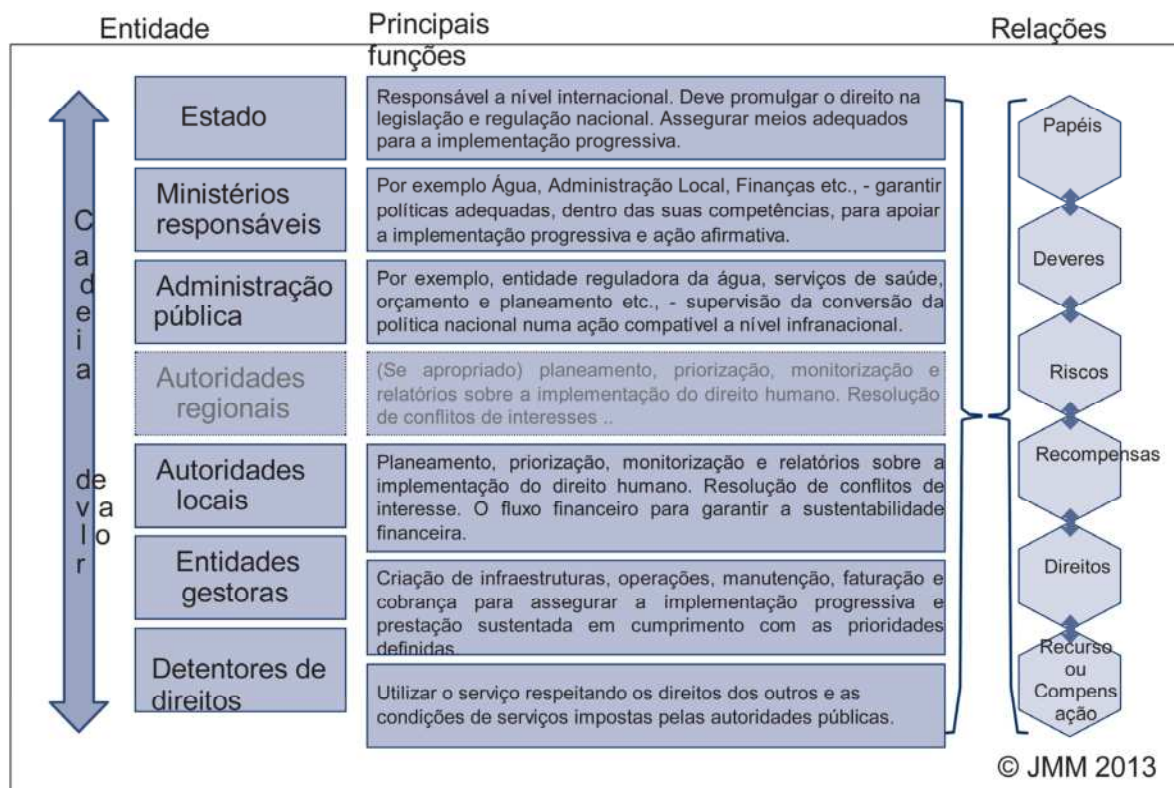 Entidade
Principais
funções
Relações
Cadeia
de valor
Estado
Responsável a nível internacional. Deve promulgar o direito na
legislação e regulação nacional. Assegurar meios adequados
para a implementação progressiva.
Ministérios
responsáveis
Por exemplo Água, Administração Local, Finanças etc., - garantir
políticas adequadas, dentro das suas competências, para apoiar
a implementação progressiva e ação afirmativa.
Administração
pública
Por exemplo, entidade reguladora da água, serviços de saúde,
orçamento e planeamento etc., - supervisão da conversão da
política nacional numa ação compatível a nível infranacional.
Autoridades
regionais
(Se apropriado) planeamento, priorização, monitorização e
relatórios sobre a implementação do direito humano. Resolução
de conflitos de interesses ..
Autoridades
locais
Planeamento, priorização, monitorização e relatórios sobre a
implementação do direito humano. Resolução de conflitos de
interesse. O fluxo financeiro para garantir a sustentabilidade
financeira.
Entidades
gestoras
Criação de infraestruturas, operações, manutenção, faturação e
cobrança para assegurar a implementação progressiva e
prestação sustentada em cumprimento com as prioridades
definidas.
Detentores de
direitos
Utilizar o serviço respeitando os direitos dos outros e as
condições de serviços impostas pelas autoridades públicas.
Papéis
Deveres
Riscos
Recompensas
Direitos
Recurso
ou
Compens
ação
© JMM 2013